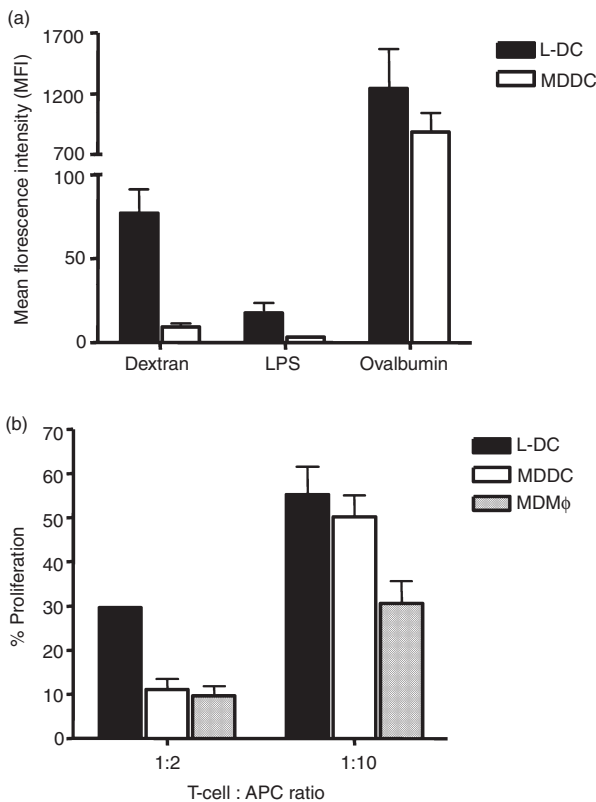 (a)
Mean florescence intensity (MFI)
1700
1200
700
100
50
0
Dextran LPS Ovalbumin
L-DC
MDDC
(b)
% Proliferation
70
60
50
40
30
20
10
0
1:2 1:10
T-cell : APC ratio
L-DC
MDDC
MDMϕ